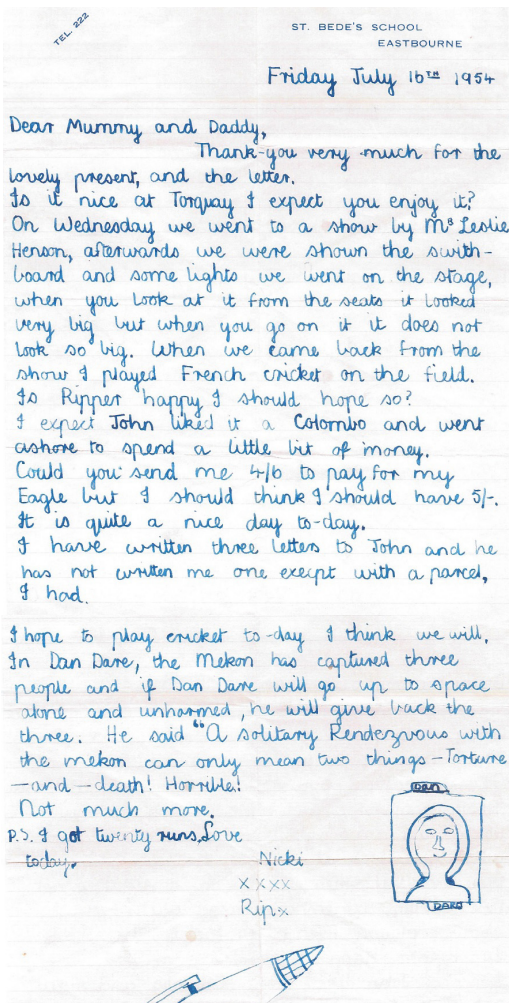 TEL. 222
ST. BEDE'S SCHOOL
EASTBOURNE
Friday July 16TH 1954
Dear Mummy and Daddy,
Thank-you very much for the
lovely present, and the letter.
Is it nice at Torquay I expect you enjoy it?
On Wednesday we went to a show by Mrs Leslie
Henson, afterwards we were shown the swith-
board and some lights we went on the stage,
when you look at it from the seats it looked
very big but when you go on it it does not
look so big. When we came back from the
show I played French cricket on the field.
Is Ripper happy I should hope so?
I expect John liked it a Colombo and went
ashore to spend a little bit of money.
Could you send me 4/6 to pay for my
Eagle but I should think I should have 5/-.
It is quite a nice day to-day.
I have written three letters to John and he
has not written me one execpt with a parcel,
I had.
I hope to play cricket to-day I think we will.
In Dan Dare, the Mekon has captured three
people and if Dan Dare will go up to space
alone and unharmed, he will give back the
three. He said "A solitary Rendezvous with
the mekon can only mean two things - Torture
- and - death! Horrible!
Not much more.
P.S. I got twenty runs. Love
today.
Nicki
x x x x
Rip x
DAN
DARE